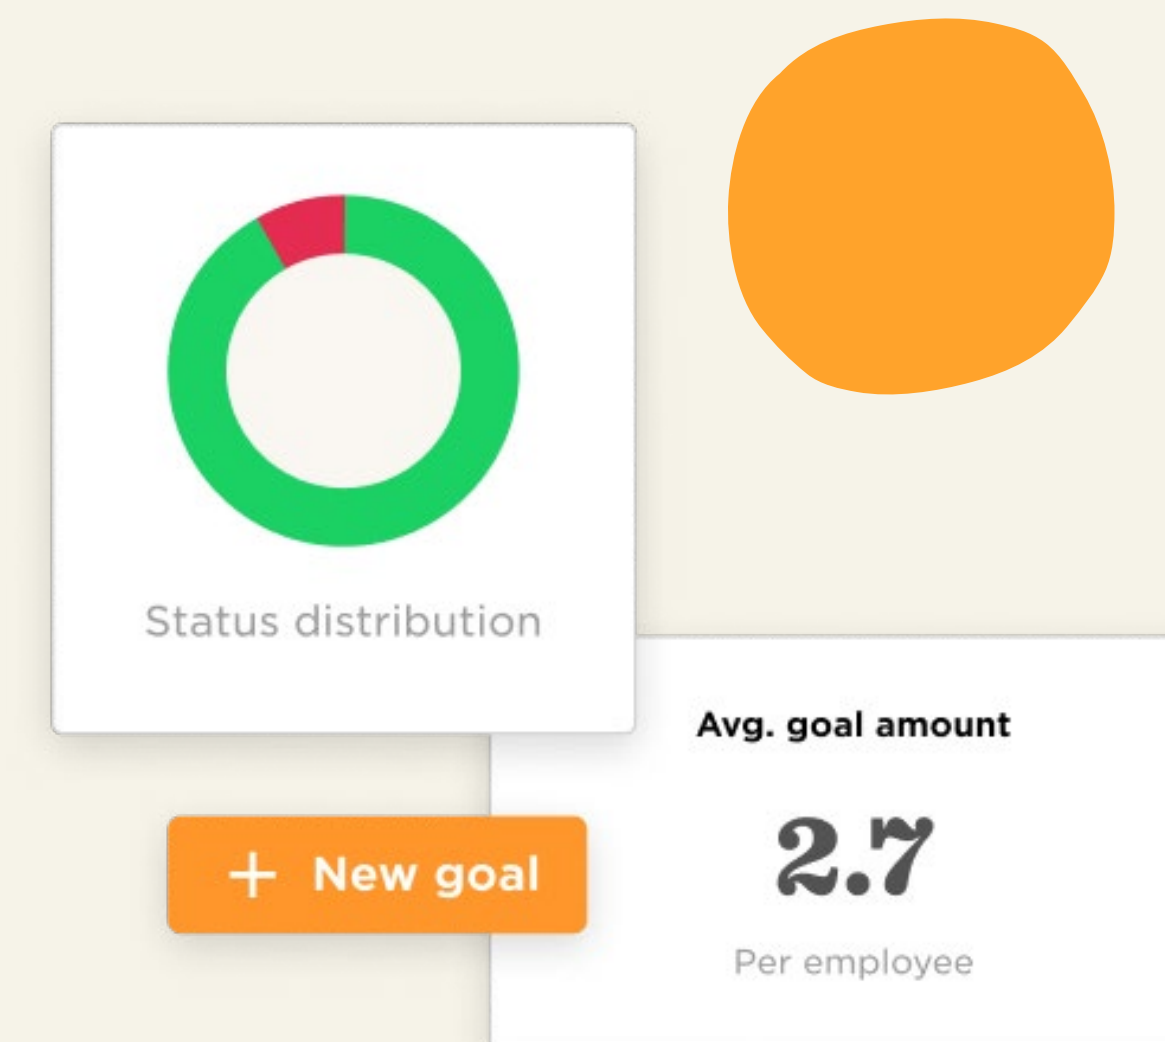 Status distribution
Avg. goal amount
2.7
Per employee
+ New goal